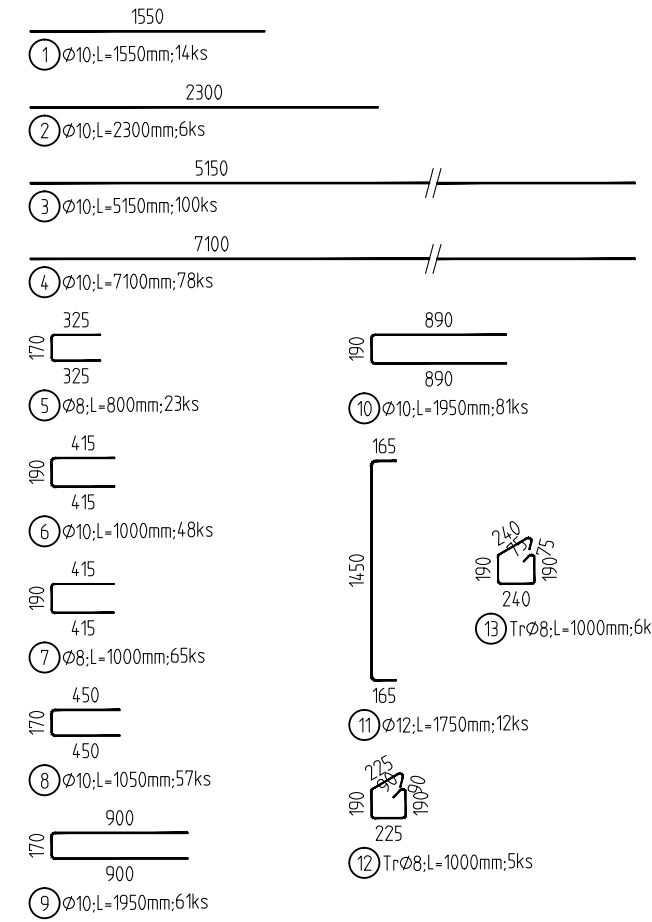 1550
1 Ø10;L=1550mm;14ks
2300
2 Ø10;L=2300mm;6ks
5150
3 Ø10;L=5150mm;100ks
7100
4 Ø10;L=7100mm;78ks
325
170
325
5 Ø8;L=800mm;23ks
415
190
415
6 Ø10;L=1000mm;48ks
415
190
415
7 Ø8;L=1000mm;65ks
450
170
450
8 Ø10;L=1050mm;57ks
900
170
900
9 Ø10;L=1950mm;61ks
890
190
890
10 Ø10;L=1950mm;81ks
165
1450
165
11 Ø12;L=1750mm;12ks
225
90
90
190
190
225
12 TrØ8;L=1000mm;5ks
240
75
75
190
190
240
13 TrØ8;L=1000mm;6k